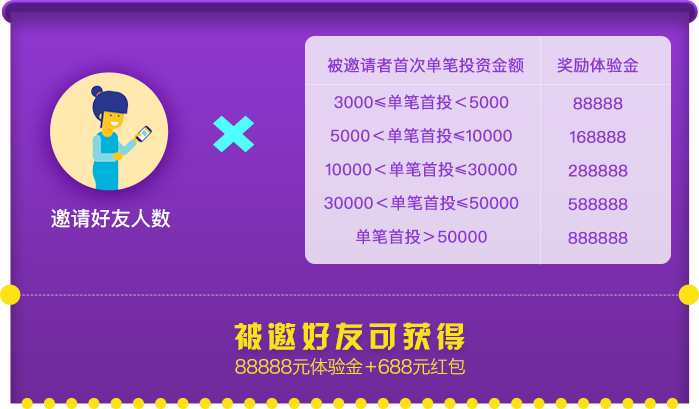 被邀请者首次单笔投资金额 奖励体验金
3000≤单笔首投＜5000 88888
5000＜单笔首投≤10000 168888
10000＜单笔首投≤30000 288888
30000＜单笔首投≤50000 588888
单笔首投＞50000 888888
邀请好友人数
被邀好友可获得
88888元体验金+688元红包